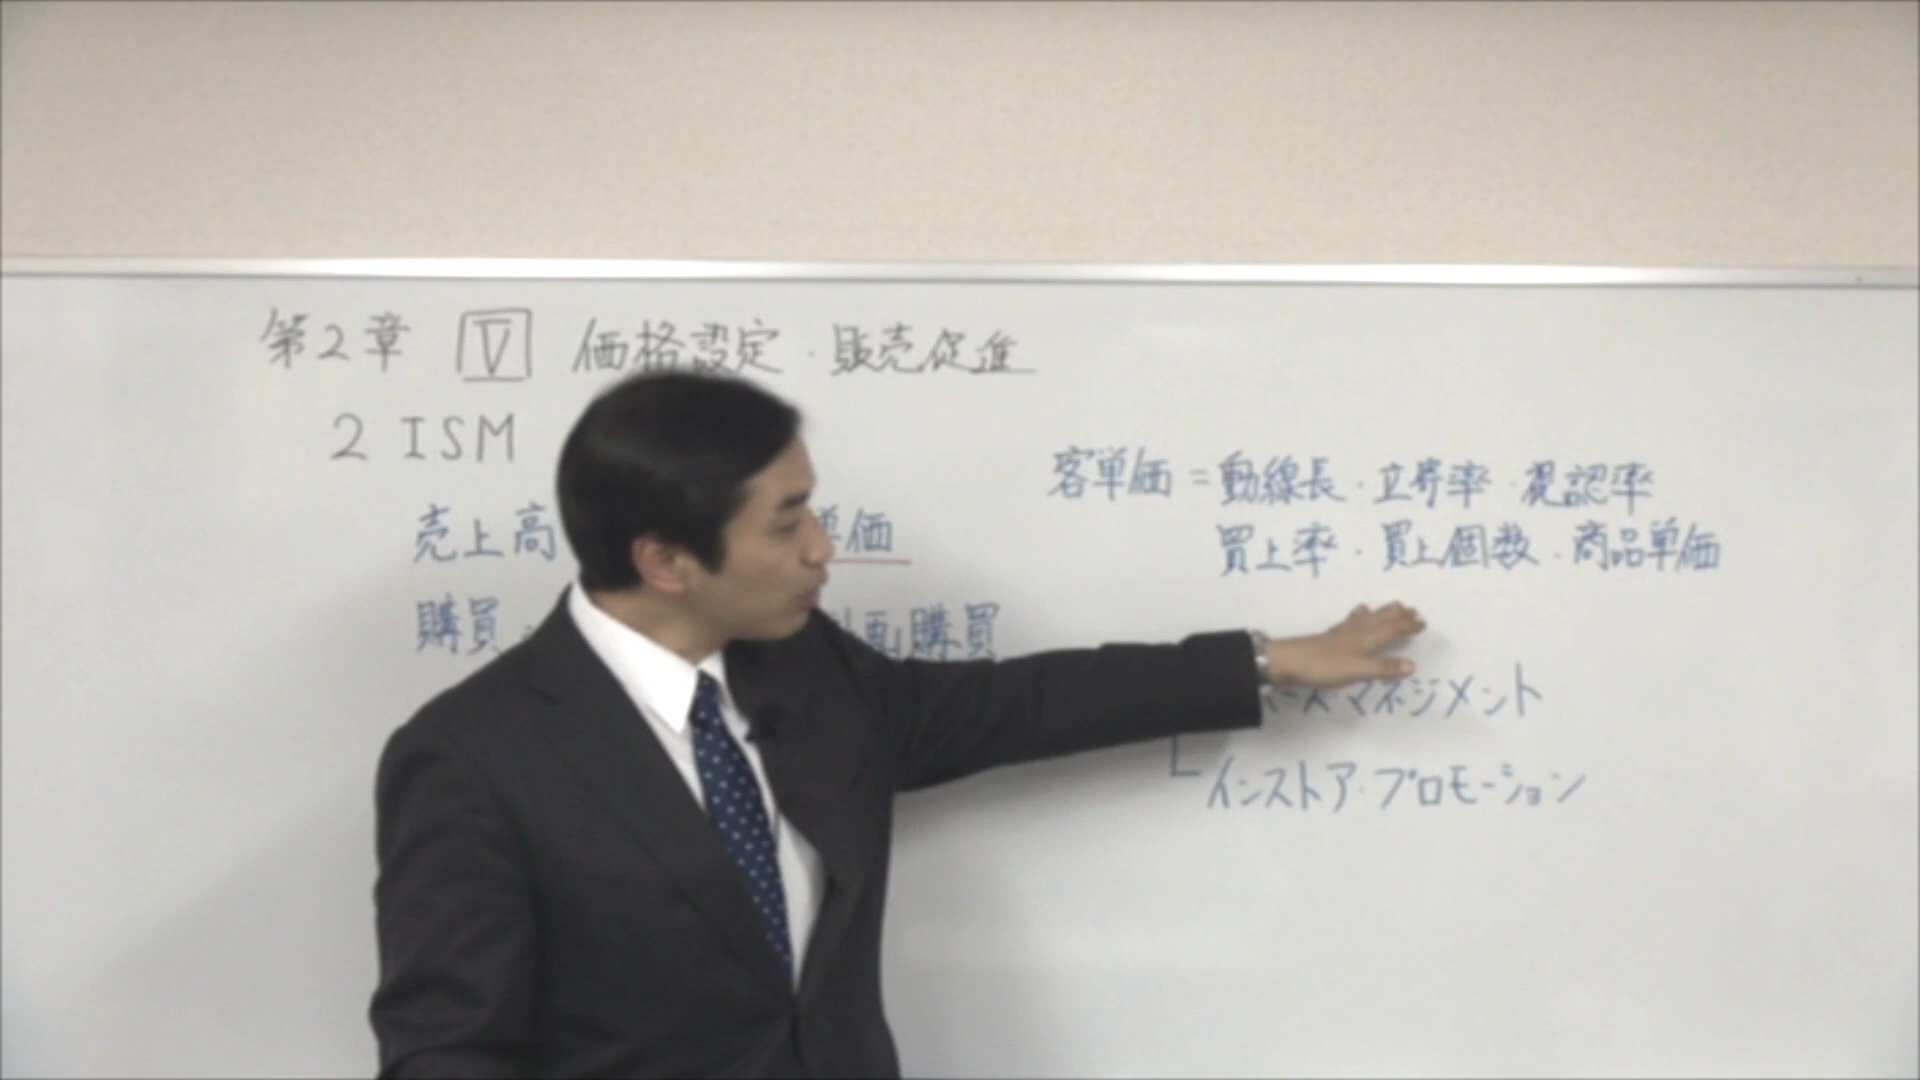 第2章 V 価格設定・販売促進
2 ISM
売上高 単価
購買 計画購買
客単価=動線長・立寄率・視認率
買上率・買上個数・商品単価
ースマネジメント
インストア・プロモーション